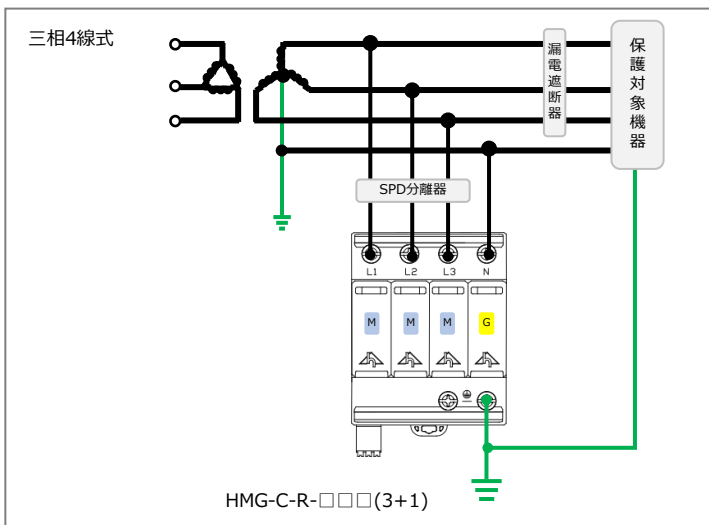 三相4線式
漏電遮断器
保護対象機器
SPD分離器
L1 L2 L3 N
M M M G
HMG-C-R-□□□(3+1)